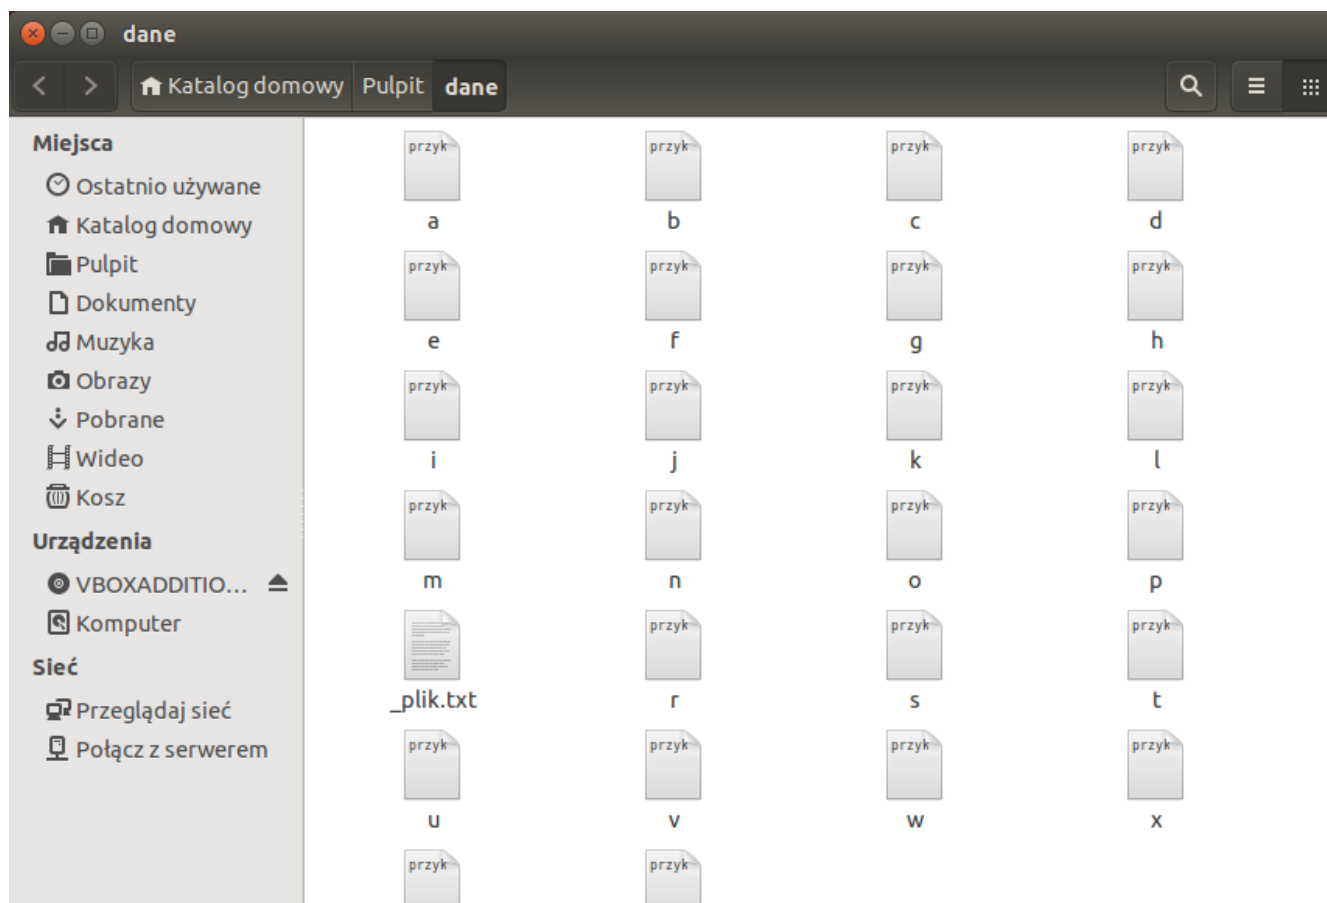 dane
Katalog domowy Pulpit dane
Miejsca
Ostatnio używane
Katalog domowy
Pulpit
Dokumenty
Muzyka
Obrazy
Pobrane
Wideo
Kosz
Urządzenia
VBOXADDITIO...
Komputer
Sieć
Przeglądaj sieć
Połącz z serwerem
przyk przyk przyk przyk
a b c d
przyk przyk przyk przyk
e f g h
przyk przyk przyk przyk
i j k l
przyk przyk przyk przyk
m n o p
przyk przyk przyk
_plik.txt r s t
przyk przyk przyk przyk
u v w x
przyk przyk